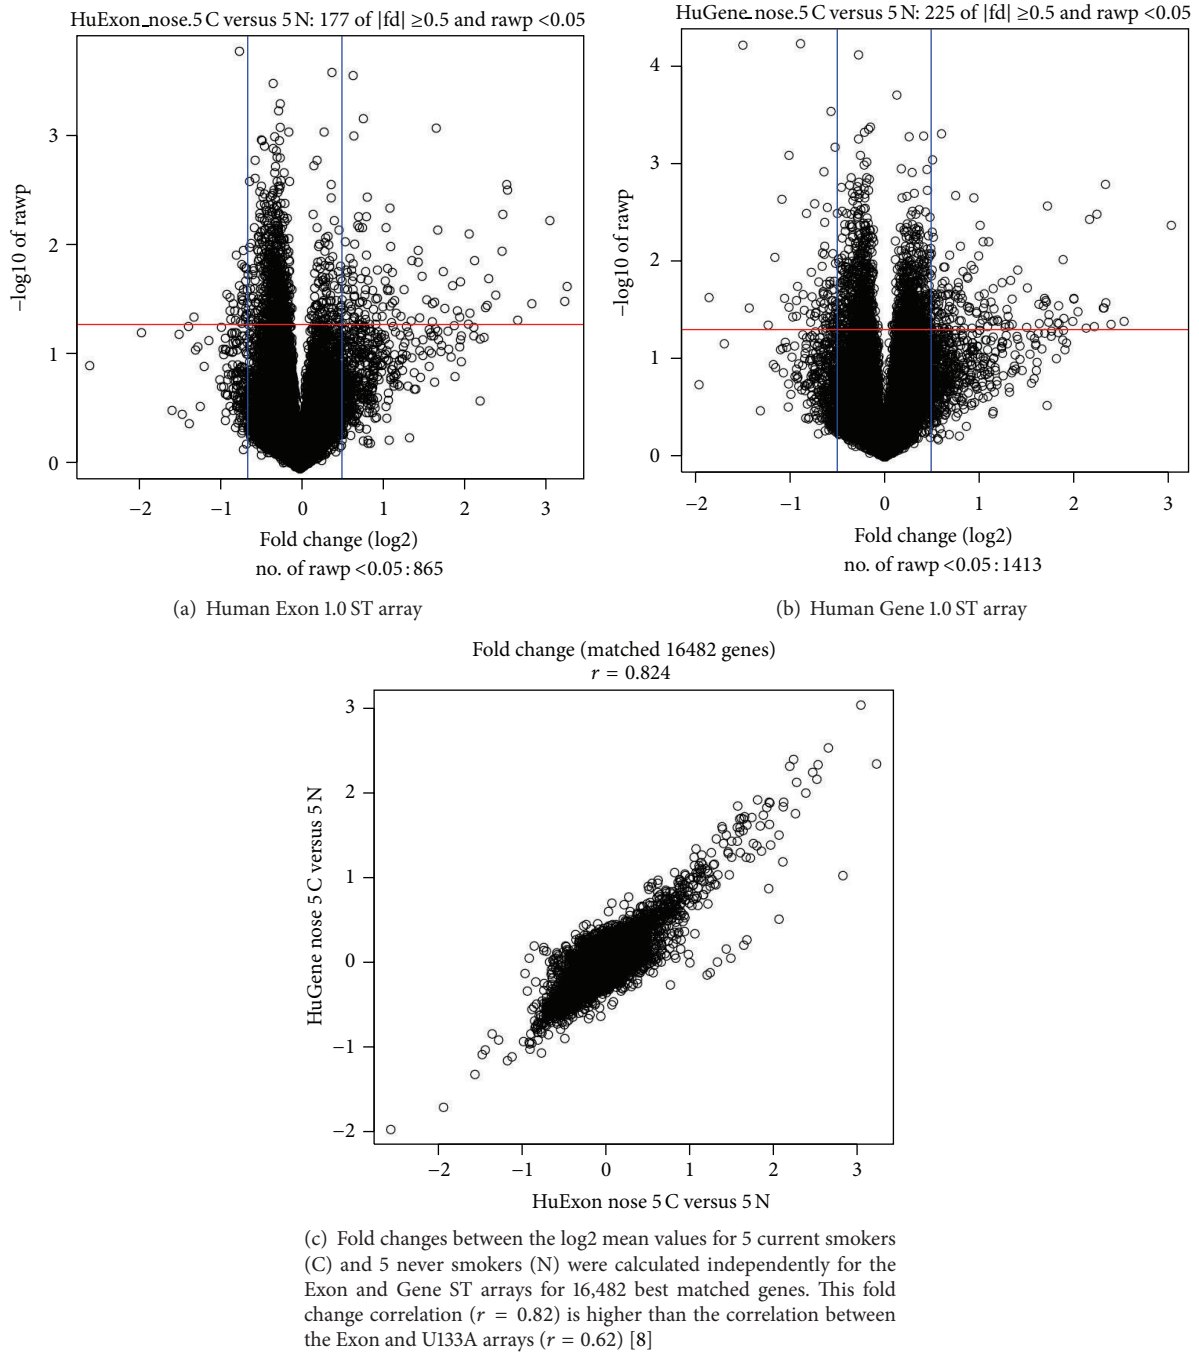 HuExon_nose.5 C versus 5 N: 177 of |fd| ≥0.5 and rawp <0.05
3
2
1
0
−log10 of rawp
−2 −1 0 1 2 3
Fold change (log2)
no. of rawp <0.05 : 865
(a) Human Exon 1.0 ST array
HuGene_nose.5 C versus 5 N: 225 of |fd| ≥0.5 and rawp <0.05
4
3
2
1
0
−log10 of rawp
−2 −1 0 1 2 3
Fold change (log2)
no. of rawp <0.05 : 1413
(b) Human Gene 1.0 ST array
Fold change (matched 16482 genes)
r = 0.824
3
2
1
0
−1
−2
HuGene nose 5 C versus 5 N
−2 −1 0 1 2 3
HuExon nose 5 C versus 5 N
(c) Fold changes between the log2 mean values for 5 current smokers
(C) and 5 never smokers (N) were calculated independently for the
Exon and Gene ST arrays for 16,482 best matched genes. This fold
change correlation (r = 0.82) is higher than the correlation between
the Exon and U133A arrays (r = 0.62) [8]